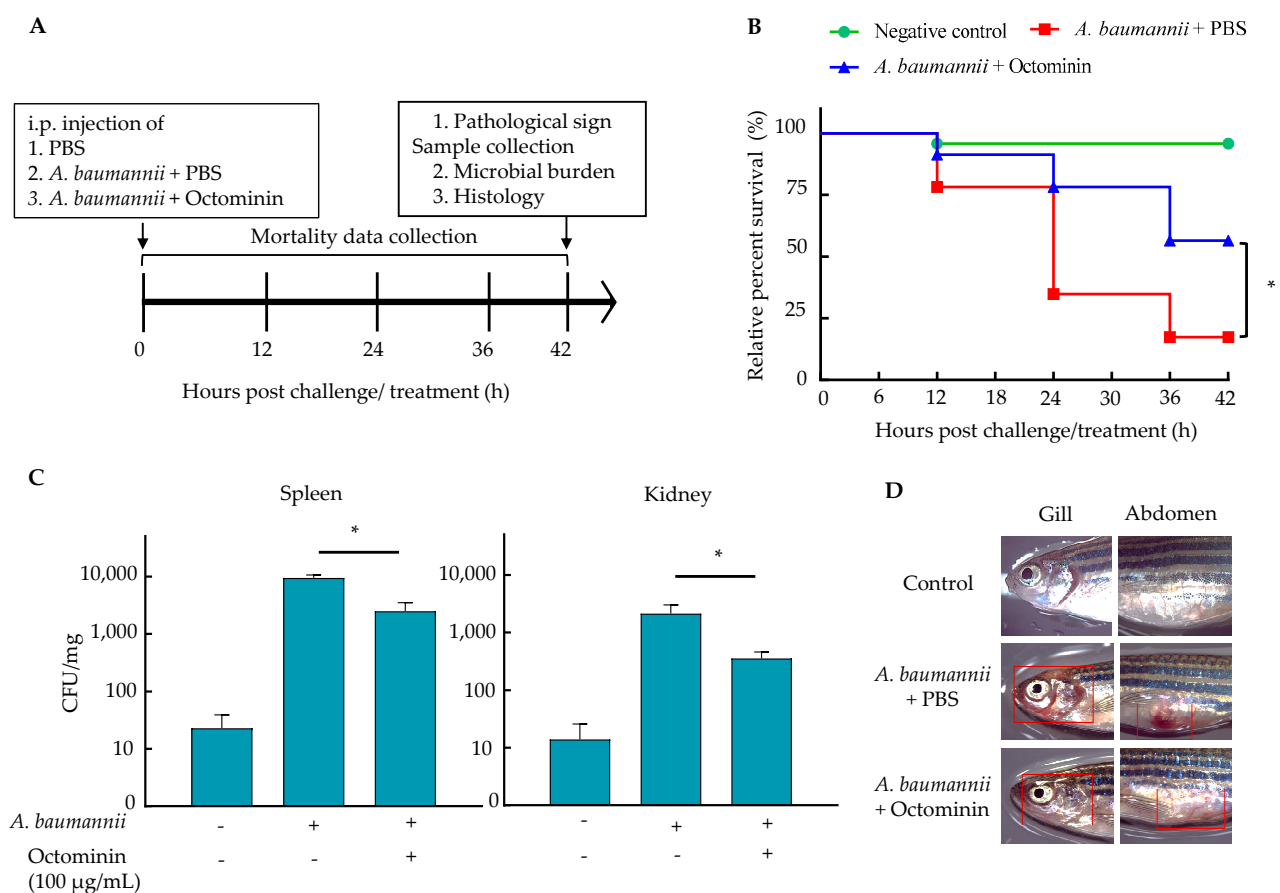 A
i.p. injection of
1. PBS
2. A. baumannii + PBS
3. A. baumannii + Octominin
1. Pathological sign
Sample collection
2. Microbial burden
3. Histology
Mortality data collection
0 12 24 36 42
Hours post challenge/ treatment (h)
B
Negative control A. baumannii + PBS
A. baumannii + Octominin
Relative percent survival (%)
100
75
50
25
0
0 6 12 18 24 30 36 42
Hours post challenge/treatment (h)
*
C
Spleen
CFU/mg
10,000
1,000
100
10
0
*
Kidney
10,000
1,000
100
10
0
*
A. baumannii - + + - + +
Octominin - - + - - +
(100 µg/mL)
D
Gill Abdomen
Control
A. baumannii
+ PBS
A. baumannii
+ Octominin